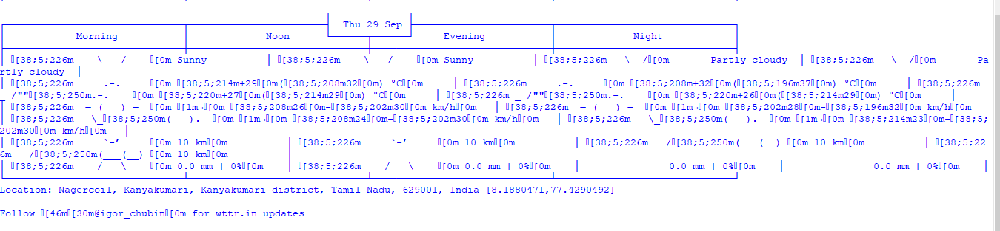 Thu 29 Sep
Morning │ Noon │ Evening │ Night
│ [38;5;226m    \   /    [0m Sunny          │ [38;5;226m    \   /    [0m Sunny          │ [38;5;226m   \  /[0m       Partly cloudy  │ [38;5;226m   \  /[0m       Pa
rtly cloudy  │
│ [38;5;226m     .-.     [0m [38;5;214m+29[0m([38;5;208m32[0m) °C[0m     │ [38;5;226m     .-.     [0m [38;5;208m+32[0m([38;5;196m37[0m) °C[0m     │ [38;5;226m
_ /""[38;5;250m.-.    [0m [38;5;220m+27[0m([38;5;214m29[0m) °C[0m     │ [38;5;226m _ /""[38;5;250m.-.    [0m [38;5;220m+26[0m([38;5;214m29[0m) °C[0m     │
│ [38;5;226m  ― (   ) ―  [0m [1m→[0m [38;5;208m26[0m-[38;5;202m30[0m km/h[0m   │ [38;5;226m  ― (   ) ―  [0m [1m→[0m [38;5;202m28[0m-[38;5;196m32[0m km/h[0m
│ [38;5;226m   \_[38;5;250m(   ).  [0m [1m→[0m [38;5;208m24[0m-[38;5;202m30[0m km/h[0m   │ [38;5;226m   \_[38;5;250m(   ).  [0m [1m→[0m [38;5;214m23[0m-[38;5;
202m30[0m km/h[0m   │
│ [38;5;226m     `-’     [0m 10 km[0m          │ [38;5;226m     `-’     [0m 10 km[0m          │ [38;5;226m   /[38;5;250m(___(__) [0m 10 km[0m          │ [38;5;22
6m   /[38;5;250m(___(__) [0m 10 km[0m          │
│ [38;5;226m    /   \    [0m 0.0 mm | 0%[0m    │ [38;5;226m    /   \    [0m 0.0 mm | 0%[0m    │               0.0 mm | 0%[0m    │               0.0 mm | 0%[0m    │
Location: Nagercoil, Kanyakumari, Kanyakumari district, Tamil Nadu, 629001, India [8.1880471,77.4290492]
Follow [46m[30m@igor_chubin[0m for wttr.in updates